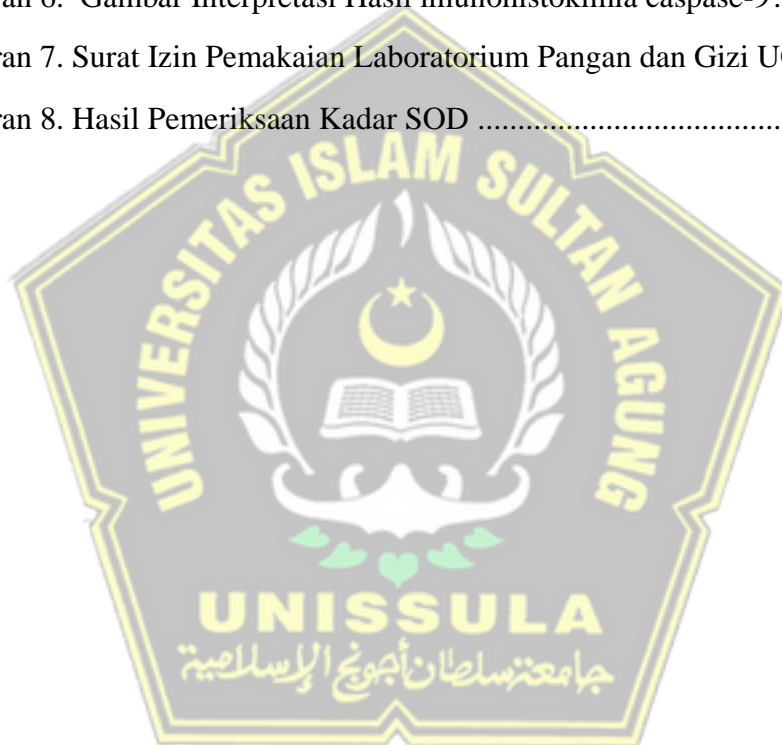 ran 6. Gambar Interpretasi Hasil imunohistokimia caspase-9.
ran 7. Surat Izin Pemakaian Laboratorium Pangan dan Gizi U
ran 8. Hasil Pemeriksaan Kadar SOD ..................................
UNIVERSITAS ISLAM SULTAN AGUNG
UNISSULA
جامعة سلطان أجونج الإسلامية